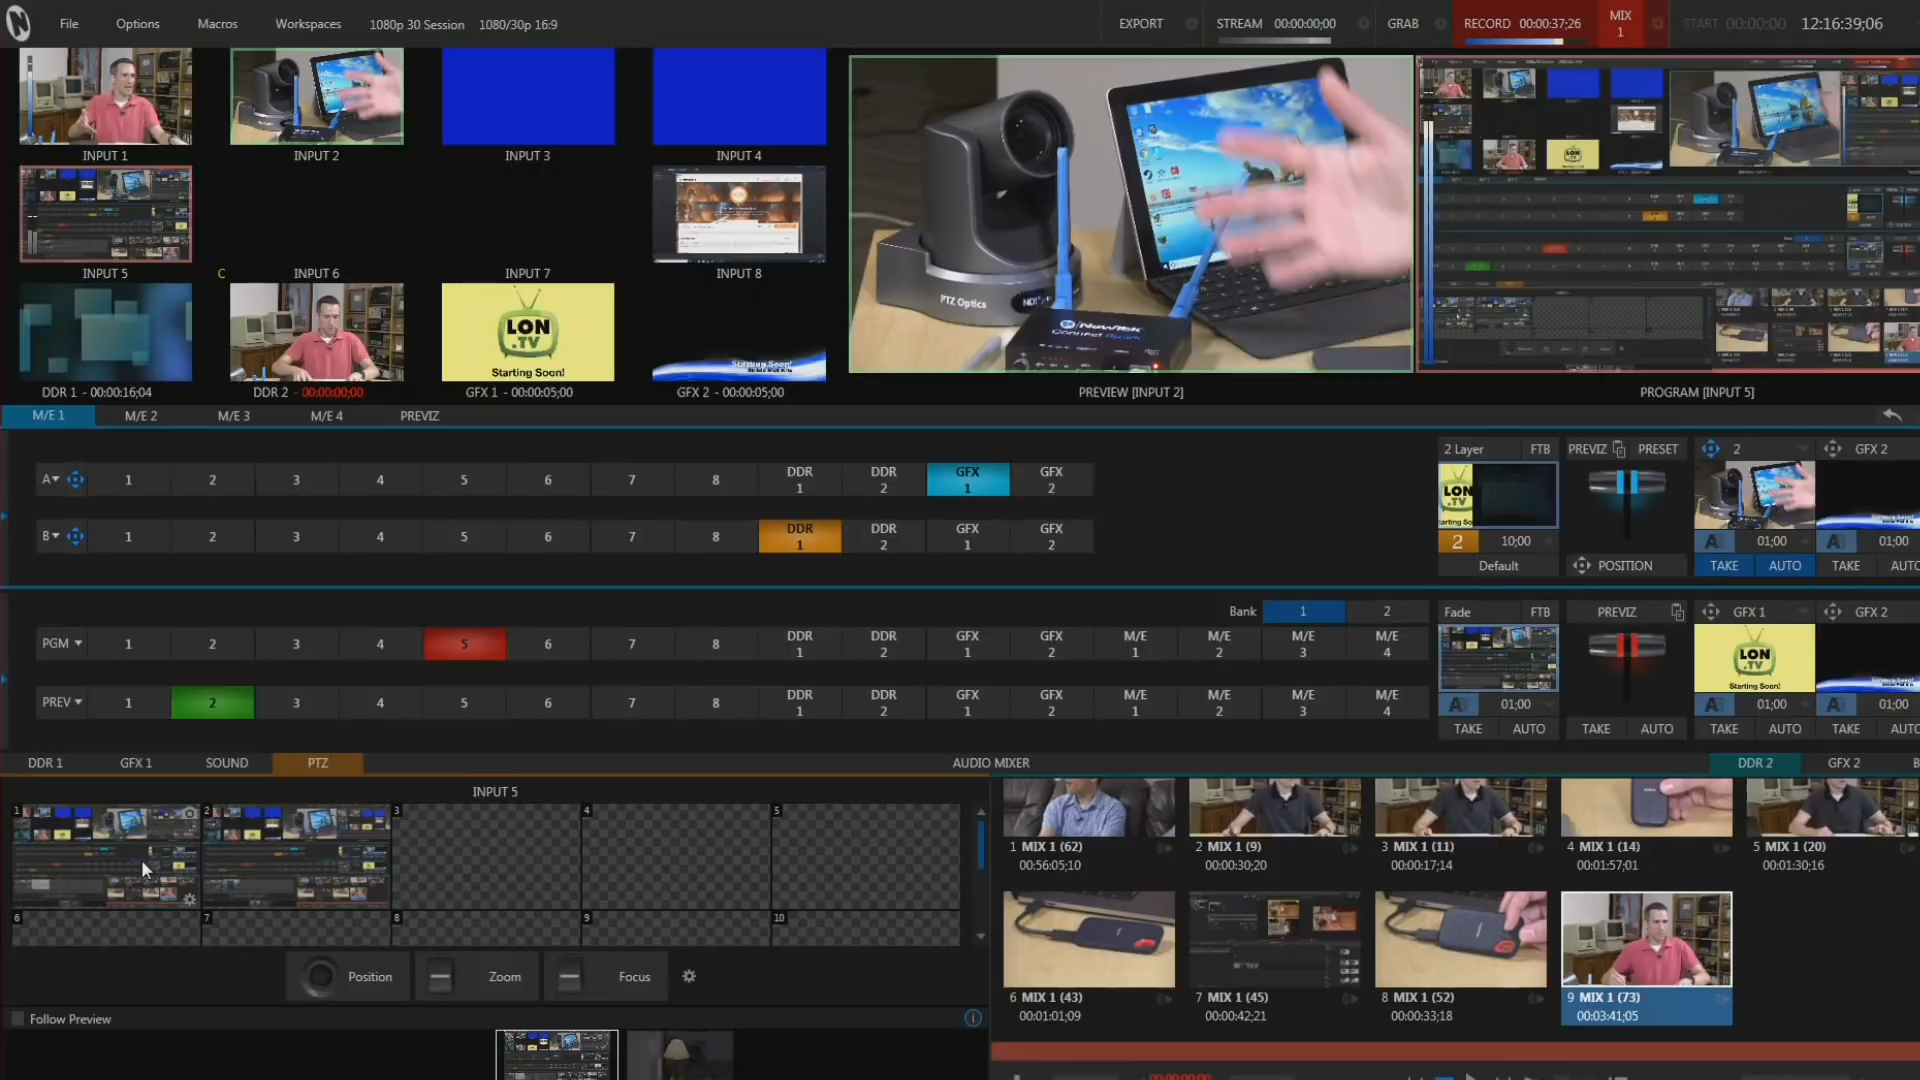 File Options Macros Workspaces 1080p 30 Session 1080/30p 16:9
EXPORT STREAM 00:00:00;00 GRAB RECORD 00:00:37;26 MIX 1 START 00:00:00 12:16:39;06
INPUT 1 INPUT 2 INPUT 3 INPUT 4
INPUT 5 C INPUT 6 INPUT 7 INPUT 8
PTZ Optics
NDI
NewTek
LON
.TV
Starting Soon!
Starting Soon!
DDR 1 - 00:00:16;04 DDR 2 - 00:00:00;00 GFX 1 - 00:00:05;00 GFX 2 - 00:00:05;00
PREVIEW [INPUT 2] PROGRAM [INPUT 5]
M/E 1 M/E 2 M/E 3 M/E 4 PREVIZ
A 1 2 3 4 5 6 7 8 DDR 1 DDR 2 GFX 1 GFX 2
B 1 2 3 4 5 6 7 8 DDR 1 DDR 2 GFX 1 GFX 2
2 Layer FTB PREVIZ PRESET 2 GFX 2
LON
2 10;00 A 01;00 A 01;00
Default POSITION TAKE AUTO TAKE AUTO
Bank 1 2
PGM 1 2 3 4 5 6 7 8 DDR 1 DDR 2 GFX 1 GFX 2 M/E 1 M/E 2 M/E 3 M/E 4
PREV 1 2 3 4 5 6 7 8 DDR 1 DDR 2 GFX 1 GFX 2 M/E 1 M/E 2 M/E 3 M/E 4
Fade FTB PREVIZ GFX 1 GFX 2
LON
.TV
Starting Soon!
A 01;00 A 01;00 A 01;00
TAKE AUTO TAKE AUTO TAKE AUTO TAKE AUTO
DDR 1 GFX 1 SOUND PTZ AUDIO MIXER DDR 2 GFX 2 B
INPUT 5
1 2 3 4 5
6 7 8 9 10
Position Zoom Focus
Follow Preview
1 MIX 1 (62) 2 MIX 1 (9) 3 MIX 1 (11) 4 MIX 1 (14) 5 MIX 1 (20)
00:56:05;10 00:00:30;20 00:00:17;14 00:01:57;01 00:01:30;16
6 MIX 1 (43) 7 MIX 1 (45) 8 MIX 1 (52) 9 MIX 1 (73)
00:01:01;09 00:00:42;21 00:00:33;18 00:03:41;05